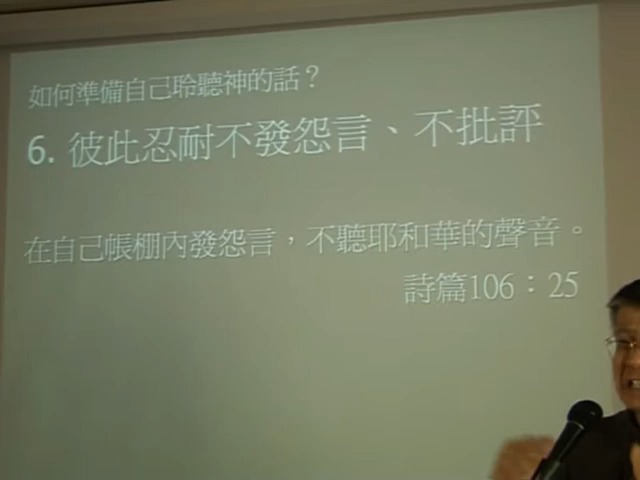 如何準備自己聆聽神的話？
6. 彼此忍耐不發怨言、不批評
在自己帳棚內發怨言，不聽耶和華的聲音。
詩篇106：25